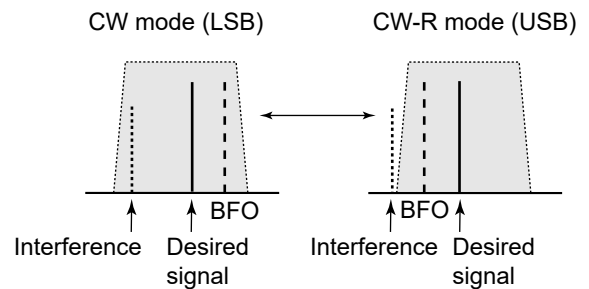 CW mode (LSB)
CW-R mode (USB)
BFO
BFO
Interference
Desired
signal
Interference
Desired
signal